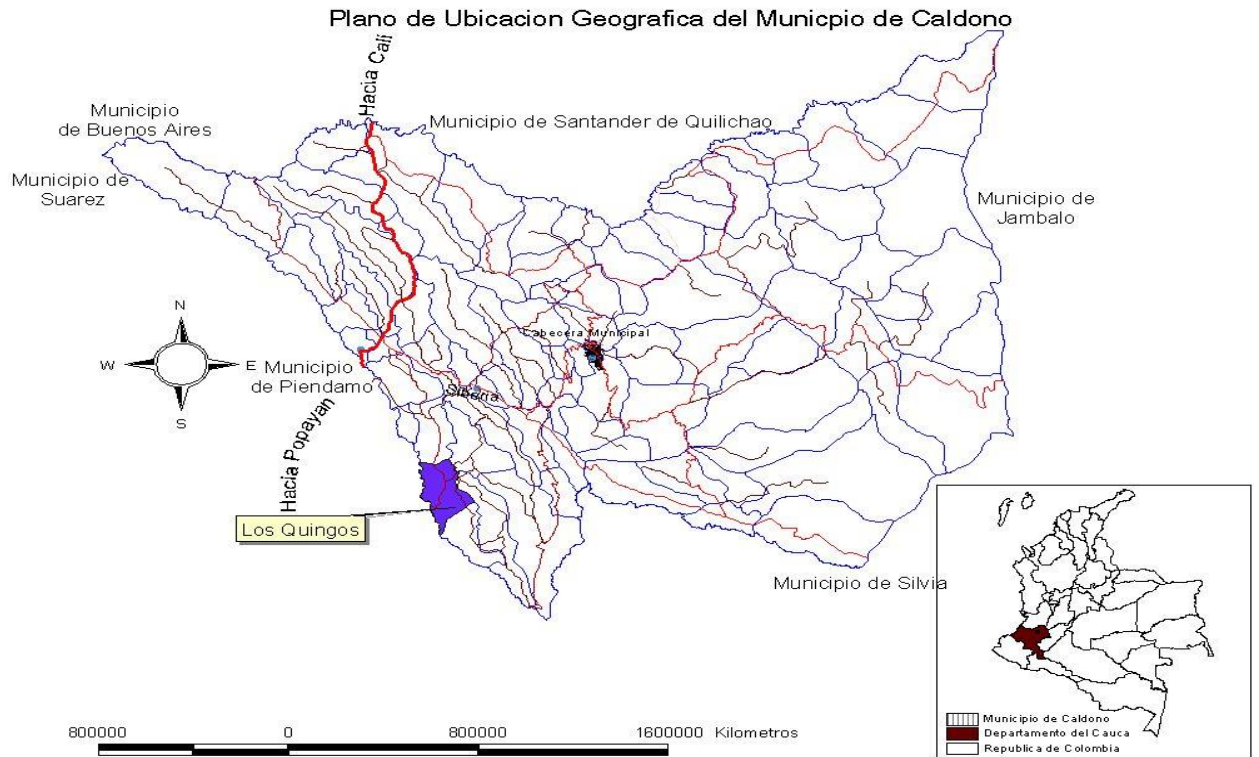 Plano de Ubicacion Geografica del Municpio de Caldono
Hacia Cali
Municipio
de Buenos Aires
Municipio de Santander de Quilichao
Municipio de
Suarez
Municipio de
Jambalo
Cabecera Municipal
N
W
E
S
Municipio
de Piendamo
Siberia
Hacia Popayan
Los Quingos
Municipio de Silvia
800000 0 800000 1600000 Kilometros
Municipio de Caldono
Departamento del Cauca
Republica de Colombia